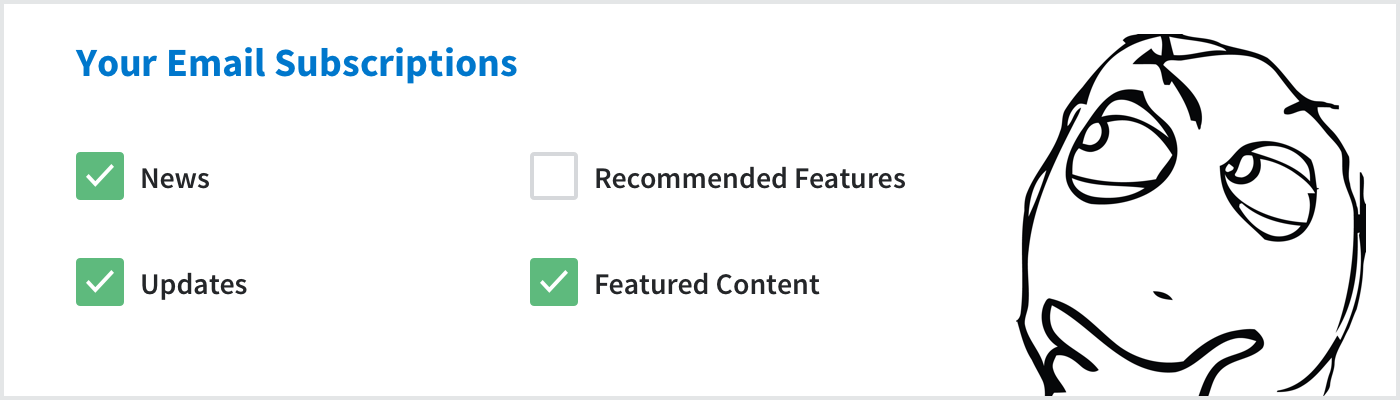 Your Email Subscriptions
News
Recommended Features
Updates
Featured Content